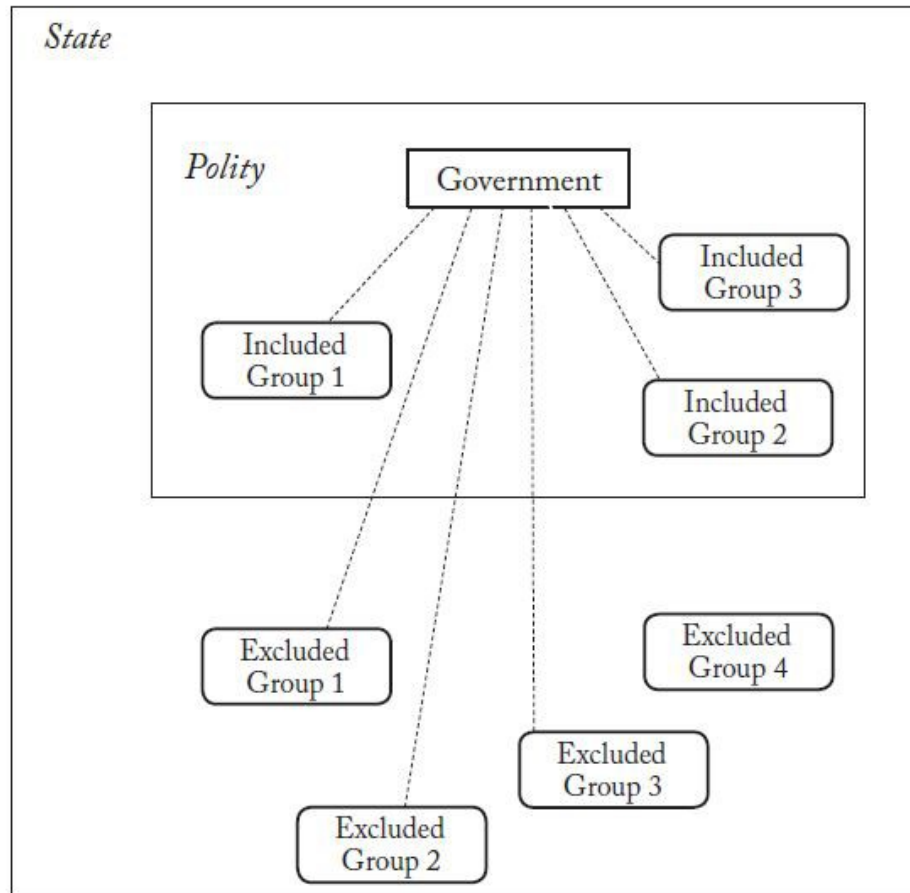 State
Polity
Government
Included
Group 3
Included
Group 1
Included
Group 2
Excluded
Group 1
Excluded
Group 4
Excluded
Group 3
Excluded
Group 2